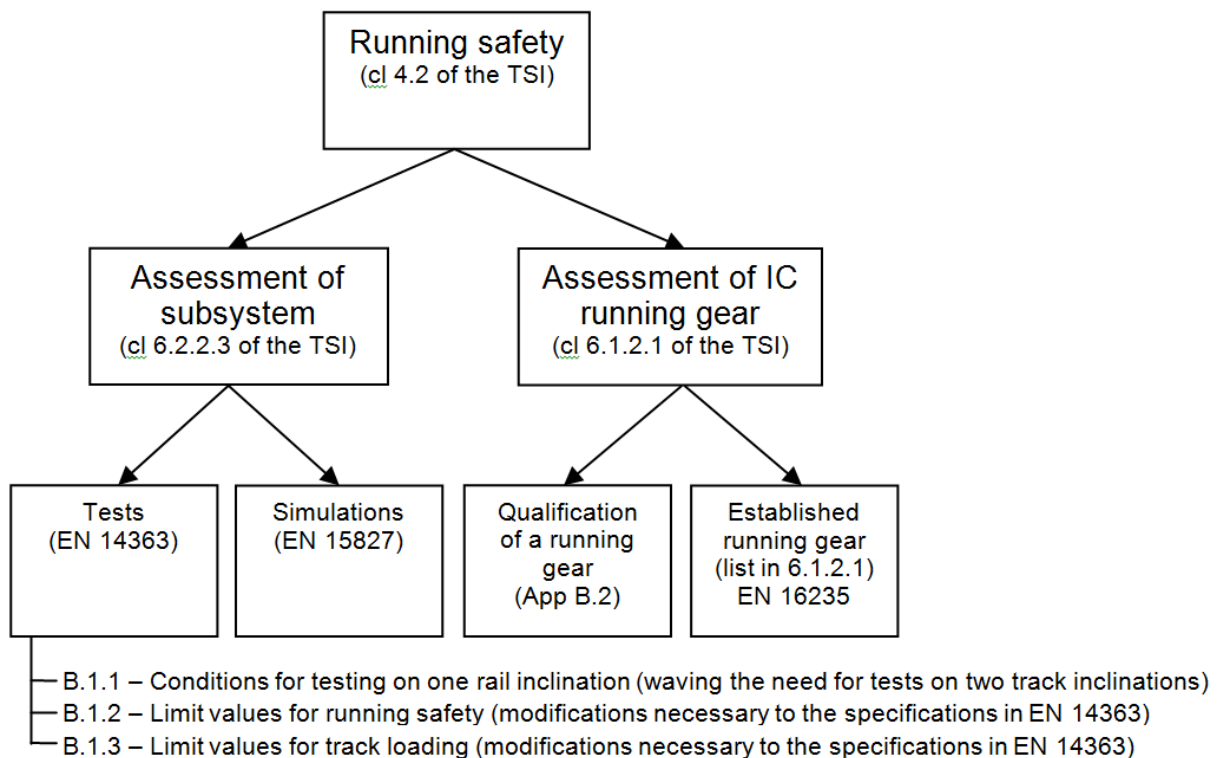 Running safety
(cl 4.2 of the TSI)
Assessment of
subsystem
(cl 6.2.2.3 of the TSI)
Assessment of IC
running gear
(cl 6.1.2.1 of the TSI)
Tests
(EN 14363)
Simulations
(EN 15827)
Qualification
of a running
gear
(App B.2)
Established
running gear
(list in 6.1.2.1)
EN 16235
B.1.1 – Conditions for testing on one rail inclination (waving the need for tests on two track inclinations)
B.1.2 – Limit values for running safety (modifications necessary to the specifications in EN 14363)
B.1.3 – Limit values for track loading (modifications necessary to the specifications in EN 14363)